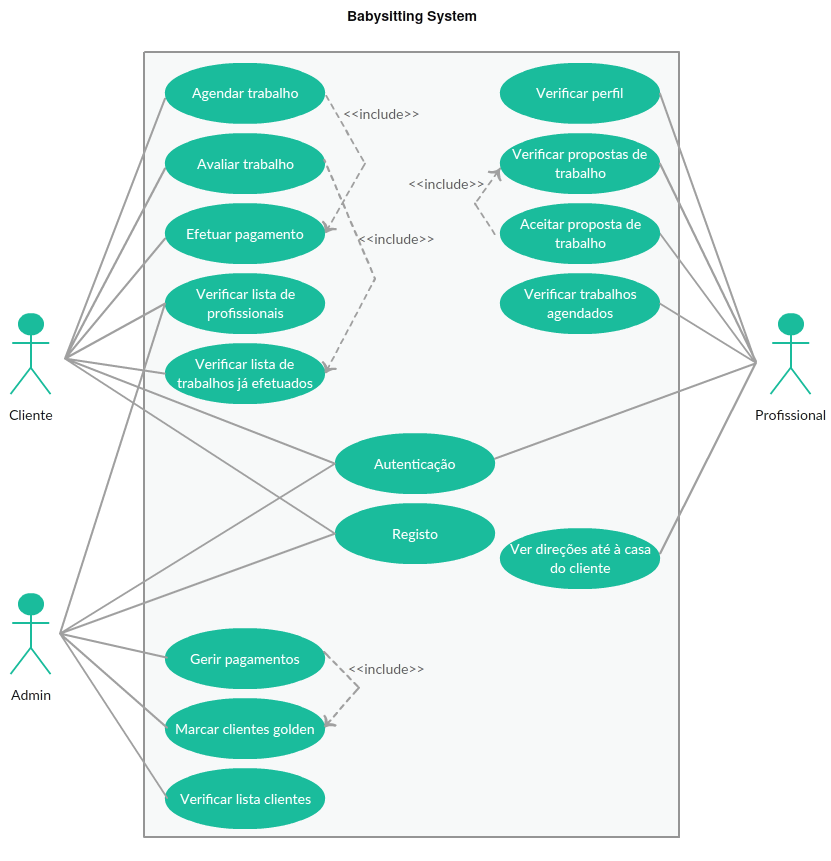 Babysitting System
Agendar trabalho
<<include>>
Avaliar trabalho
Efetuar pagamento
<<include>>
Verificar lista de
profissionais
Verificar lista de
trabalhos já efetuados
Verificar perfil
<<include>>
Verificar propostas de
trabalho
Aceitar proposta de
trabalho
Verificar trabalhos
agendados
Cliente
Profissional
Autenticação
Registo
Ver direções até à casa
do cliente
Admin
Gerir pagamentos
<<include>>
Marcar clientes golden
Verificar lista clientes